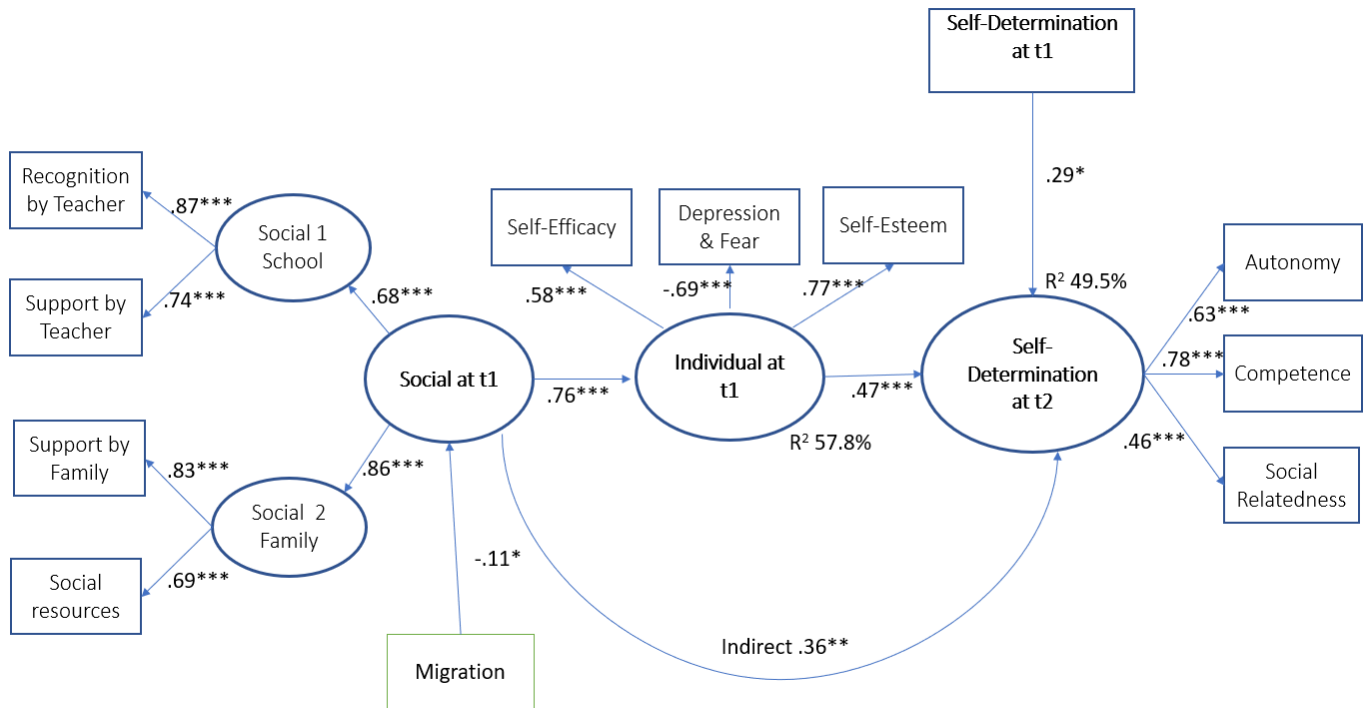 Self-Determination
at t1
.29*
Recognition
by Teacher
.87***
Social 1
School
Support by
Teacher
.74***
.68***
Self-Efficacy
Depression
& Fear
Self-Esteem
.58***
-.69***
.77***
R² 49.5%
Autonomy
.63***
Social at t1
.76***
Individual at
t1
.47***
Self-
Determination
at t2
.78***
Competence
R² 57.8%
.46***
Social
Relatedness
Support by
Family
.83***
.86***
Social 2
Family
Social
resources
.69***
-.11*
Migration
Indirect .36**